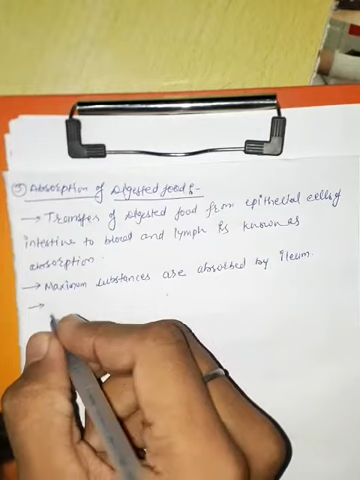 ③ Absorption of Digested food :-
→ Transfer of digested food from epithelial cells of
intestine to blood and lymph is known as
absorption.
→ Maximum substances are absorbed by ileum.
→